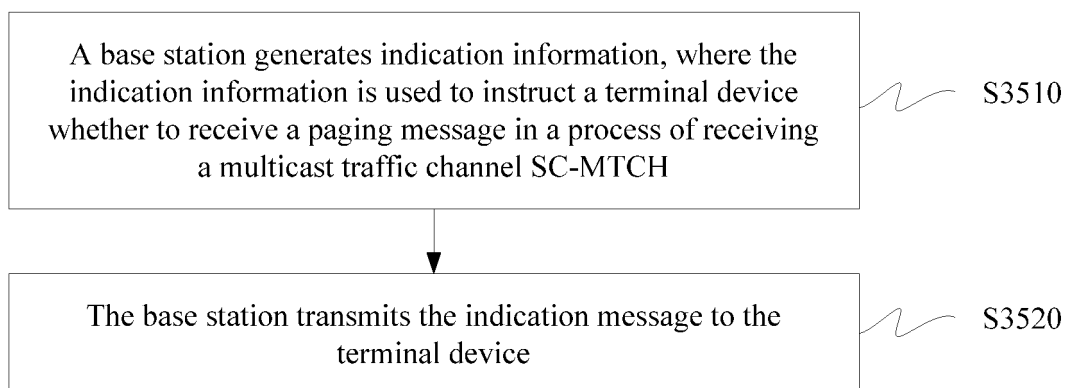 A base station generates indication information, where the
indication information is used to instruct a terminal device
whether to receive a paging message in a process of receiving
a multicast traffic channel SC-MTCH
S3510
The base station transmits the indication message to the
terminal device
S3520